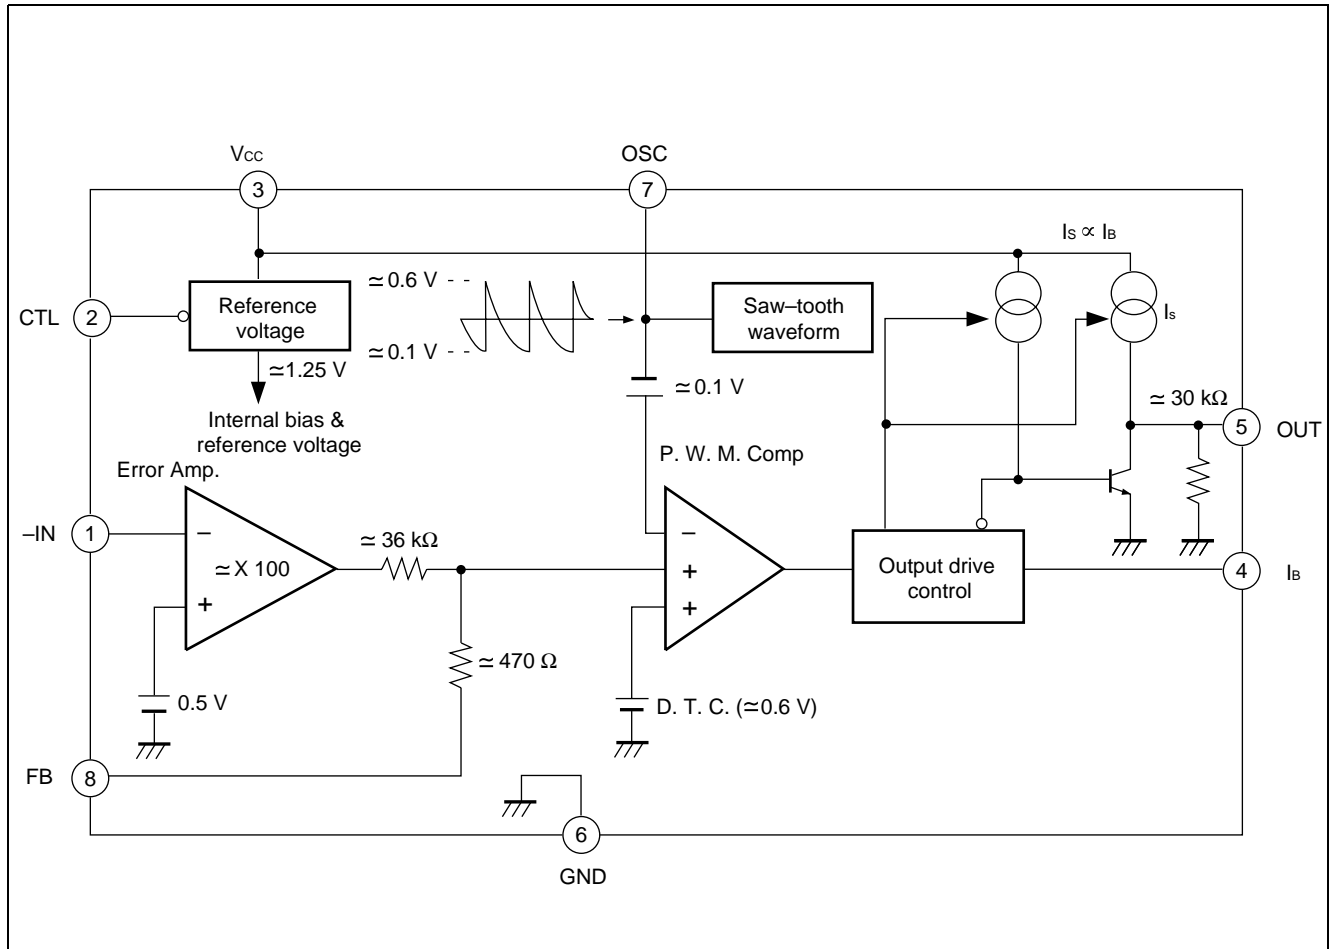 VCC
OSC
3
7
IS ∝ IB
≃ 0.6 V
CTL
2
Reference
voltage
Saw–tooth
waveform
IS
≃ 0.1 V
≃1.25 V
≃ 0.1 V
≃ 30 kΩ
Internal bias &
reference voltage
5
OUT
P. W. M. Comp
Error Amp.
–IN
1
–
≃ 36 kΩ
–
≃ X 100
+
Output drive
control
4
IB
+
+
≃ 470 Ω
0.5 V
D. T. C. (≃0.6 V)
FB
8
6
GND